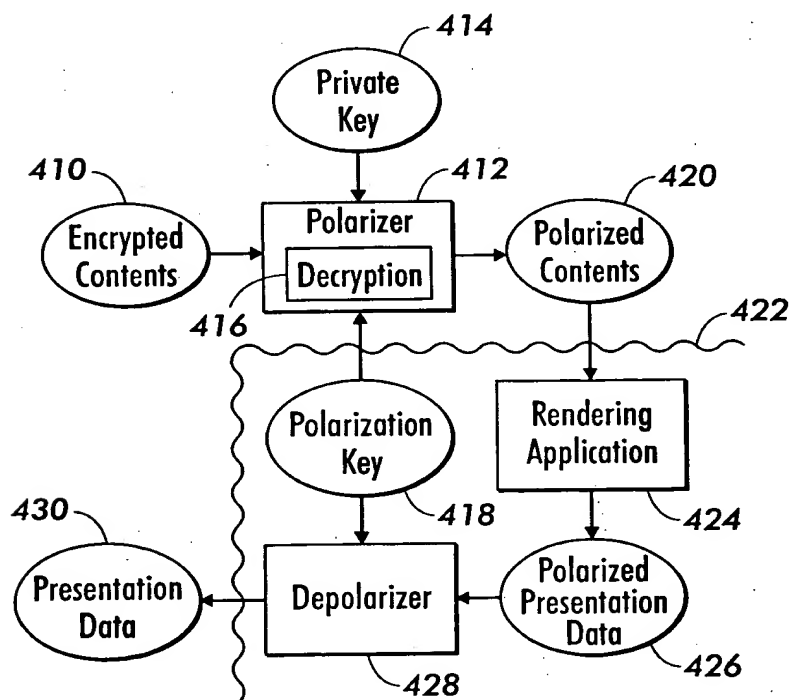 414
Private
Key
410
412
420
Encrypted
Contents
Polarizer
Decryption
Polarized
Contents
416
422
Polarization
Key
Rendering
Application
430
418
424
Presentation
Data
Depolarizer
Polarized
Presentation
Data
428
426